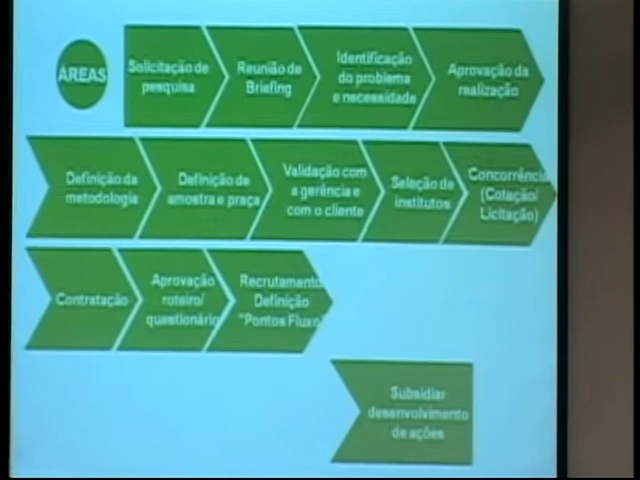 ÁREAS
Solicitação de
pesquisa
Reunião de
Briefing
Identificação
do problema
e necessidade
Aprovação da
realização
Definição da
metodologia
Definição de
amostra e praça
Validação com
a gerência e
com o cliente
Seleção de
institutos
Concorrência
(Cotação/
Licitação)
Contratação
Aprovação
roteiro/
questionário
Recrutamento
Definição
"Pontos Fluxo"
Subsidiar
desenvolvimento
de ações